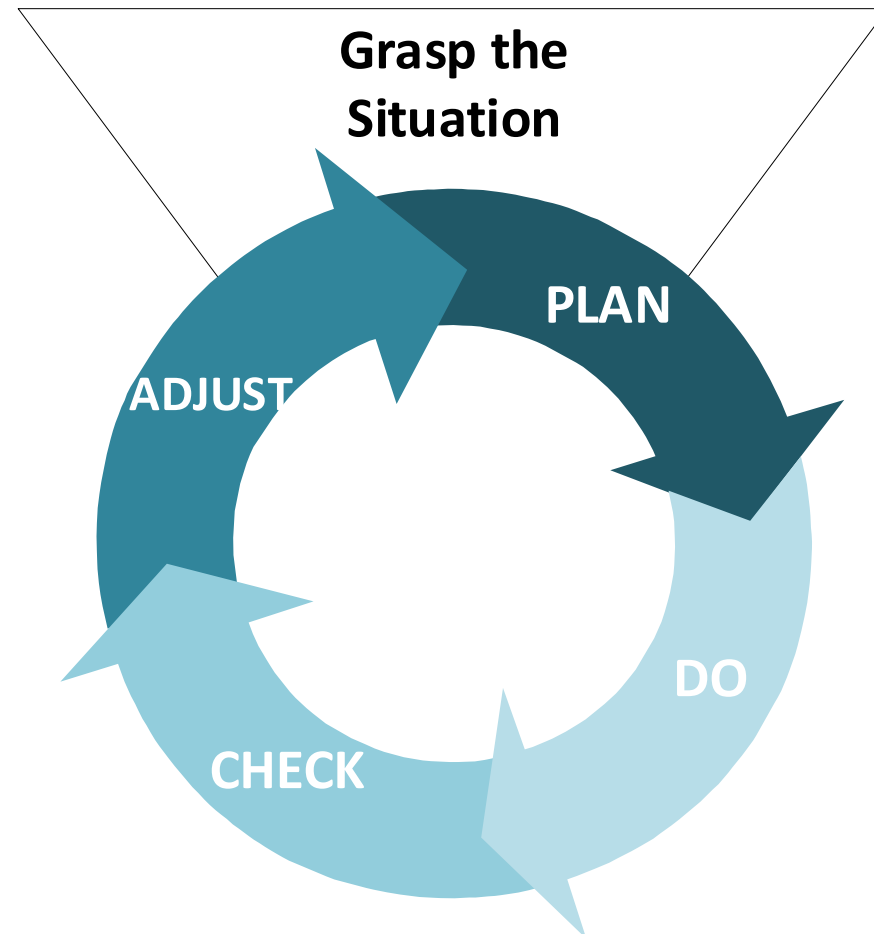 Grasp the
Situation
PLAN
DO
CHECK
ADJUST